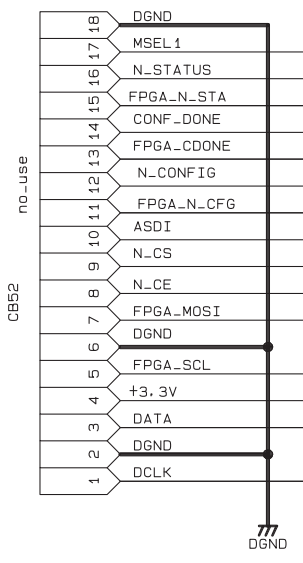 18 DGND
17 MSEL1
16 N_STATUS
15 FPGA_N_STA
14 CONF_DONE
13 FPGA_CDONE
12 N_CONFIG
11 FPGA_N_CFG
10 ASDI
9 N_CS
8 N_CE
7 FPGA_MOSI
6 DGND
5 FPGA_SCL
4 +3.3V
3 DATA
2 DGND
1 DCLK
no_use
CB52
DGND